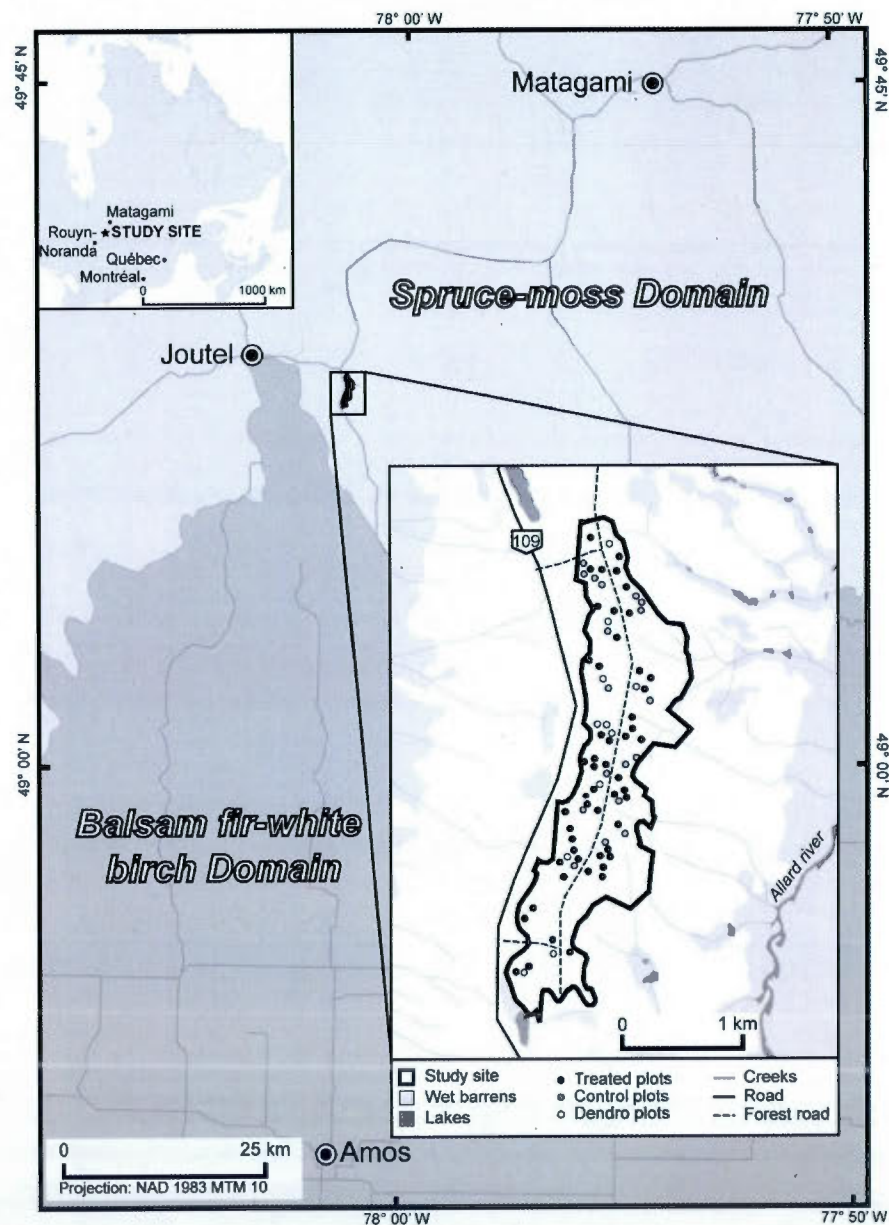 78° 00' W
77° 50' W
49° 45' N
49° 45' N
Matagami
Matagami
Rouyn-
Noranda
STUDY SITE
Québec
Montréal
0 1000 km
Spruce-moss Domain
Joutel
109
49° 00' N
49° 00' N
Balsam fir-white
birch Domain
Allard river
0 1 km
Study site
Wet barrens
Lakes
Treated plots
Control plots
Dendro plots
Creeks
Road
Forest road
0 25 km
Projection: NAD 1983 MTM 10
Amos
78° 00' W
77° 50' W